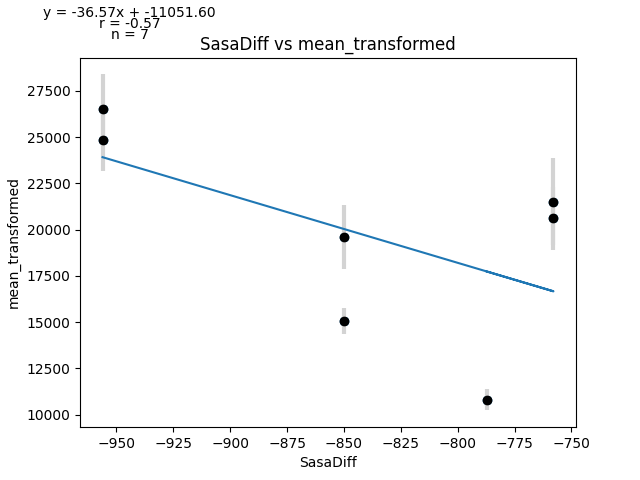 y = -36.57x + -11051.60
r = -0.57
n = 7
SasaDiff vs mean_transformed
27500
25000
22500
20000
17500
15000
12500
10000
mean_transformed
−950 −925 −900 −875 −850 −825 −800 −775 −750
SasaDiff